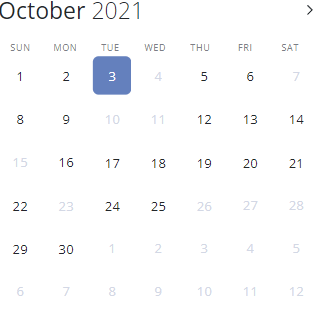 October 2021 >
SUN MON TUE WED THU FRI SAT
1 2 3 4 5 6 7
8 9 10 11 12 13 14
15 16 17 18 19 20 21
22 23 24 25 26 27 28
29 30 1 2 3 4 5
6 7 8 9 10 11 12